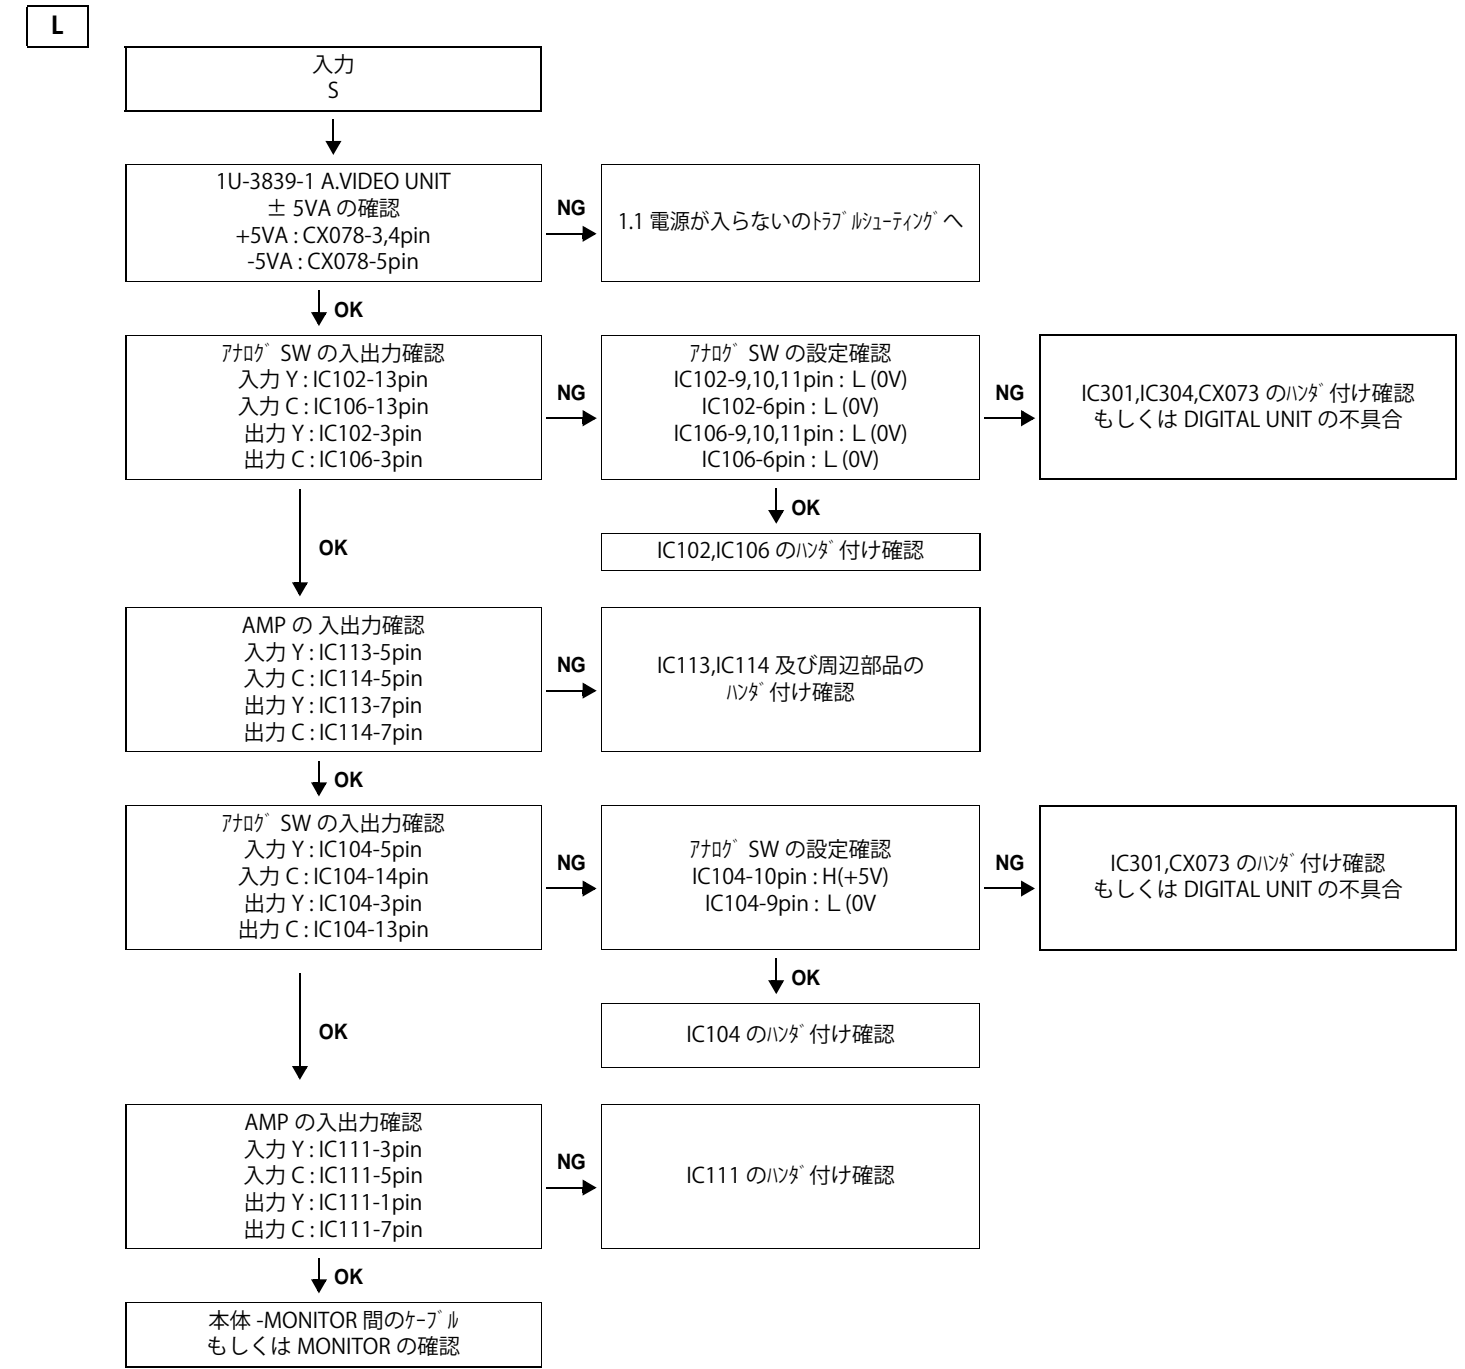 L
入力
S
1U-3839-1 A.VIDEO UNIT
± 5VA の確認
+5VA : CX078-3,4pin
-5VA : CX078-5pin
NG
1.1 電源が入らないのﾄﾗﾌﾞﾙｼｭｰﾃｨﾝｸﾞへ
OK
ｱﾅﾛｸﾞ SW の入出力確認
入力 Y : IC102-13pin
入力 C : IC106-13pin
出力 Y : IC102-3pin
出力 C : IC106-3pin
NG
ｱﾅﾛｸﾞ SW の設定確認
IC102-9,10,11pin : L (0V)
IC102-6pin : L (0V)
IC106-9,10,11pin : L (0V)
IC106-6pin : L (0V)
NG
IC301,IC304,CX073 のﾊﾝﾀﾞ付け確認
もしくは DIGITAL UNIT の不具合
OK
IC102,IC106 のﾊﾝﾀﾞ付け確認
OK
AMP の 入出力確認
入力 Y : IC113-5pin
入力 C : IC114-5pin
出力 Y : IC113-7pin
出力 C : IC114-7pin
NG
IC113,IC114 及び周辺部品の
ﾊﾝﾀﾞ付け確認
OK
ｱﾅﾛｸﾞ SW の入出力確認
入力 Y : IC104-5pin
入力 C : IC104-14pin
出力 Y : IC104-3pin
出力 C : IC104-13pin
NG
ｱﾅﾛｸﾞ SW の設定確認
IC104-10pin : H(+5V)
IC104-9pin : L (0V
NG
IC301,CX073 のﾊﾝﾀﾞ付け確認
もしくは DIGITAL UNIT の不具合
OK
IC104 のﾊﾝﾀﾞ付け確認
OK
AMP の入出力確認
入力 Y : IC111-3pin
入力 C : IC111-5pin
出力 Y : IC111-1pin
出力 C : IC111-7pin
NG
IC111 のﾊﾝﾀﾞ付け確認
OK
本体 -MONITOR 間のｹｰﾌﾞﾙ
もしくは MONITOR の確認